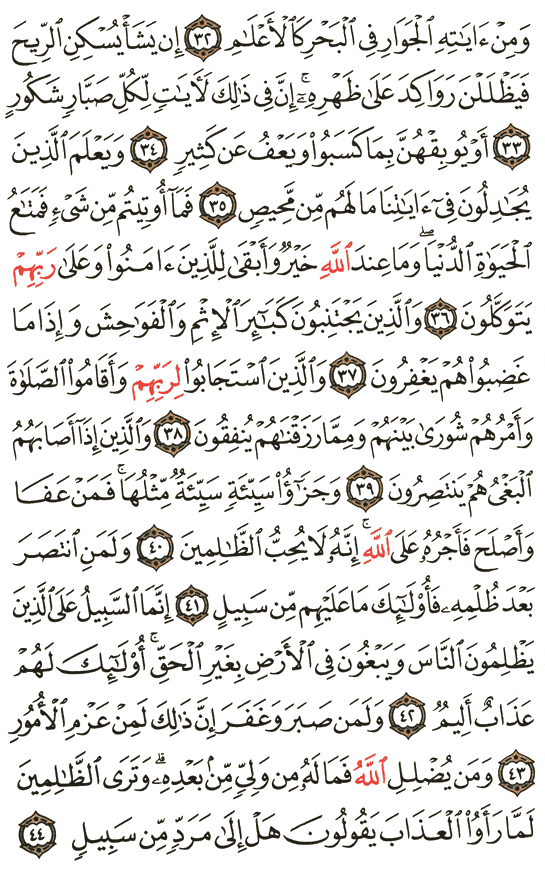 وَمِنْ ءَايَٰتِهِ ٱلْجَوَارِ فِى ٱلْبَحْرِ كَٱلْأَعْلَٰمِ ٣٢ إِن يَشَأْ يُسْكِنِ ٱلرِّيحَ
فَيَظْلَلْنَ رَوَاكِدَ عَلَىٰ ظَهْرِهِۦٓ ۚ إِنَّ فِى ذَٰلِكَ لَءَايَٰتٍ لِّكُلِّ صَبَّارٍ شَكُورٍ
٣٣ أَوْ يُوبِقْهُنَّ بِمَا كَسَبُوا۟ وَيَعْفُ عَن كَثِيرٍ ٣٤ وَيَعْلَمَ ٱلَّذِينَ
يُجَٰدِلُونَ فِىٓ ءَايَٰتِنَا مَا لَهُم مِّن مَّحِيصٍ ٣٥ فَمَآ أُوتِيتُم مِّن شَىْءٍ فَمَتَٰعُ
ٱلْحَيَوٰةِ ٱلدُّنْيَا ۖ وَمَا عِندَ ٱللَّهِ خَيْرٌ وَأَبْقَىٰ لِلَّذِينَ ءَامَنُوا۟ وَعَلَىٰ رَبِّهِمْ
يَتَوَكَّلُونَ ٣٦ وَٱلَّذِينَ يَجْتَنِبُونَ كَبَٰٓئِرَ ٱلْإِثْمِ وَٱلْفَوَٰحِشَ وَإِذَا مَا
غَضِبُوا۟ هُمْ يَغْفِرُونَ ٣٧ وَٱلَّذِينَ ٱسْتَجَابُوا۟ لِرَبِّهِمْ وَأَقَامُوا۟ ٱلصَّلَوٰةَ
وَأَمْرُهُمْ شُورَىٰ بَيْنَهُمْ وَمِمَّا رَزَقْنَٰهُمْ يُنفِقُونَ ٣٨ وَٱلَّذِينَ إِذَآ أَصَابَهُمُ
ٱلْبَغْىُ هُمْ يَنتَصِرُونَ ٣٩ وَجَزَٰٓؤُا۟ سَيِّئَةٍ سَيِّئَةٌ مِّثْلُهَا ۖ فَمَنْ عَفَا
وَأَصْلَحَ فَأَجْرُهُۥ عَلَى ٱللَّهِ ۚ إِنَّهُۥ لَا يُحِبُّ ٱلظَّٰلِمِينَ ٤٠ وَلَمَنِ ٱنتَصَرَ
بَعْدَ ظُلْمِهِۦ فَأُو۟لَٰٓئِكَ مَا عَلَيْهِم مِّن سَبِيلٍ ٤١ إِنَّمَا ٱلسَّبِيلُ عَلَى ٱلَّذِينَ
يَظْلِمُونَ ٱلنَّاسَ وَيَبْغُونَ فِى ٱلْأَرْضِ بِغَيْرِ ٱلْحَقِّ ۚ أُو۟لَٰٓئِكَ لَهُمْ
عَذَابٌ أَلِيمٌ ٤٢ وَلَمَن صَبَرَ وَغَفَرَ إِنَّ ذَٰلِكَ لَمِنْ عَزْمِ ٱلْأُمُورِ
٤٣ وَمَن يُضْلِلِ ٱللَّهُ فَمَا لَهُۥ مِن وَلِىٍّ مِّنۢ بَعْدِهِۦ ۗ وَتَرَى ٱلظَّٰلِمِينَ
لَمَّا رَأَوُا۟ ٱلْعَذَابَ يَقُولُونَ هَلْ إِلَىٰ مَرَدٍّ مِّن سَبِيلٍ ٤٤